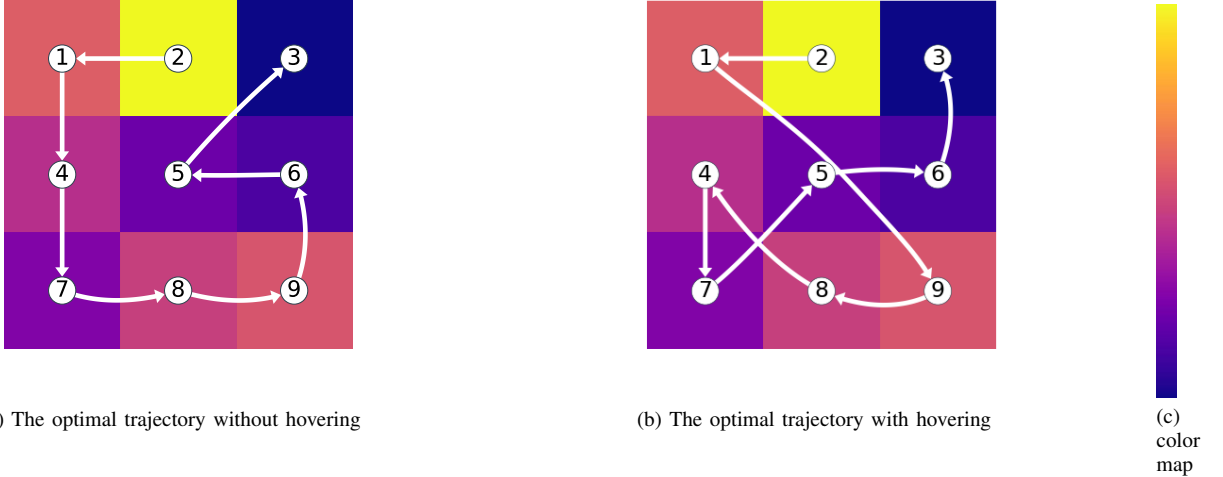 1 2 3
4 5 6
7 8 9
) The optimal trajectory without hovering
1 2 3
4 5 6
7 8 9
(b) The optimal trajectory with hovering
(c)
color
map